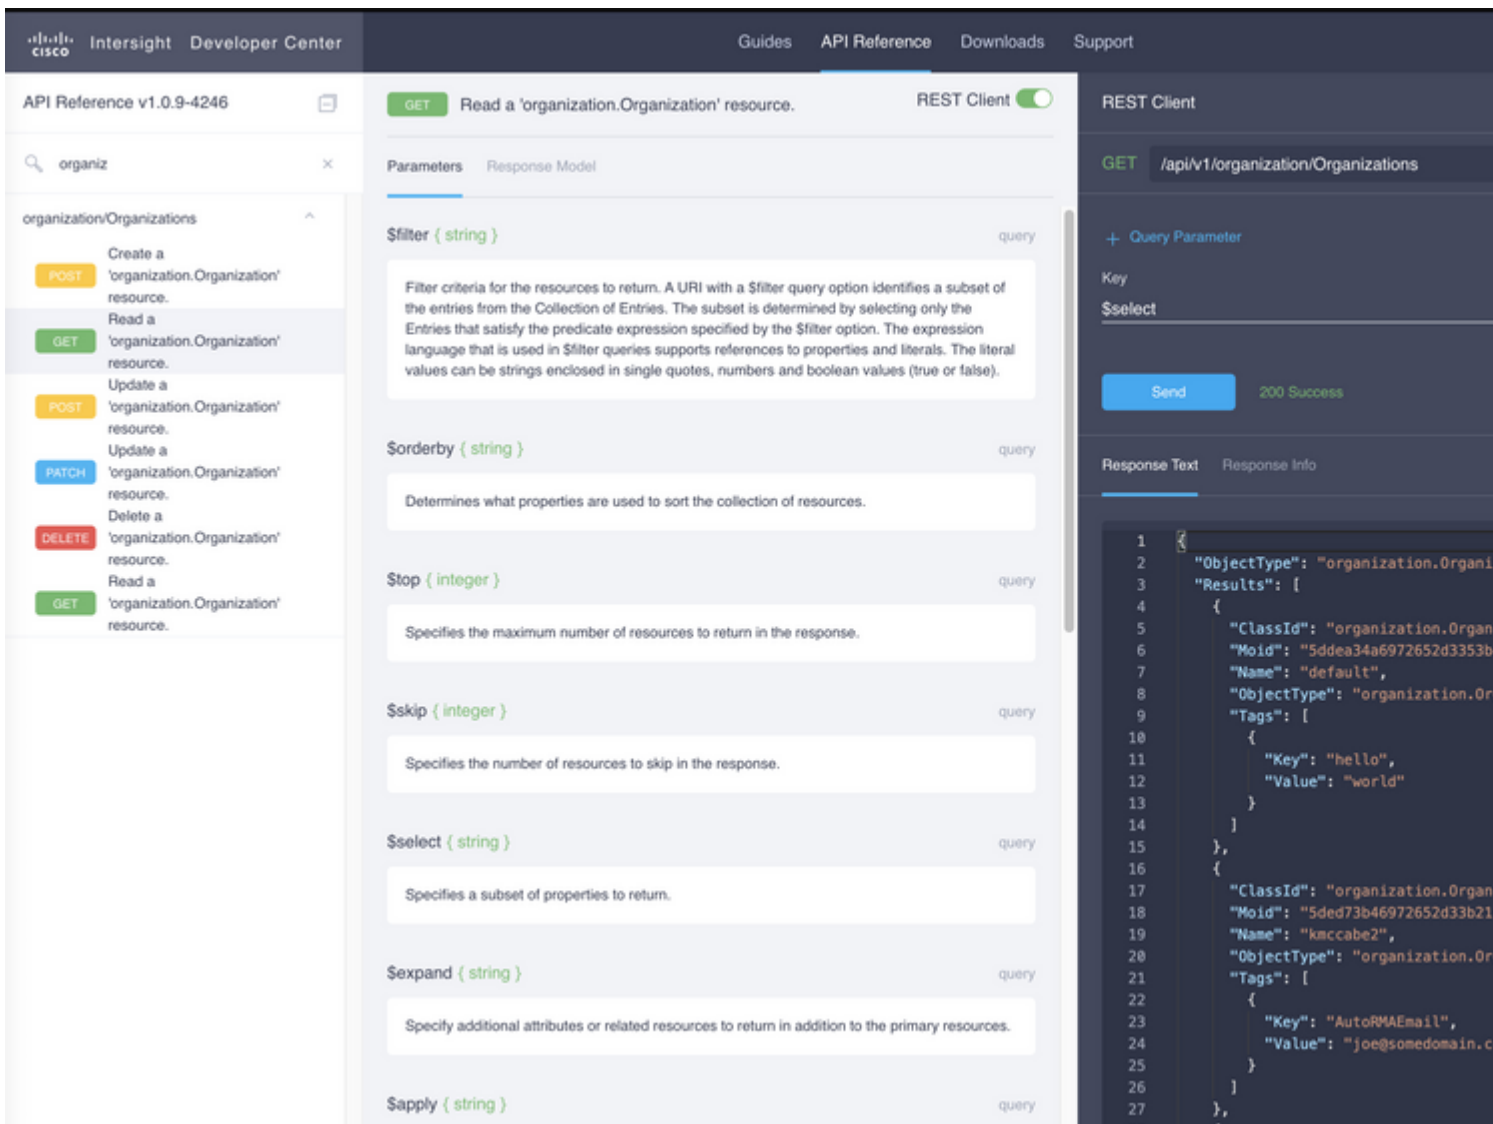 cisco Intersight Developer Center
Guides API Reference Downloads Support
API Reference v1.0.9-4246
organiz
organization/Organizations
POST Create a
'organization.Organization'
resource.
GET Read a
'organization.Organization'
resource.
POST Update a
'organization.Organization'
resource.
PATCH Update a
'organization.Organization'
resource.
DELETE Delete a
'organization.Organization'
resource.
GET Read a
'organization.Organization'
resource.
GET Read a 'organization.Organization' resource. REST Client
Parameters Response Model
$filter { string } query
Filter criteria for the resources to return. A URI with a $filter query option identifies a subset of
the entries from the Collection of Entries. The subset is determined by selecting only the
Entries that satisfy the predicate expression specified by the $filter option. The expression
language that is used in $filter queries supports references to properties and literals. The literal
values can be strings enclosed in single quotes, numbers and boolean values (true or false).
$orderby { string } query
Determines what properties are used to sort the collection of resources.
$top { integer } query
Specifies the maximum number of resources to return in the response.
$skip { integer } query
Specifies the number of resources to skip in the response.
$select { string } query
Specifies a subset of properties to return.
$expand { string } query
Specify additional attributes or related resources to return in addition to the primary resources.
$apply { string } query
REST Client
GET /api/v1/organization/Organizations
+ Query Parameter
Key
$select
Send 200 Success
Response Text Response Info
1 {
2 "ObjectType": "organization.Organi
3 "Results": [
4 {
5 "ClassId": "organization.Organ
6 "Moid": "5ddea34a6972652d3353b
7 "Name": "default",
8 "ObjectType": "organization.Or
9 "Tags": [
10 {
11 "Key": "hello",
12 "Value": "world"
13 }
14 ]
15 },
16 {
17 "ClassId": "organization.Organ
18 "Moid": "5ded73b46972652d33b21
19 "Name": "kmccabe2",
20 "ObjectType": "organization.Or
21 "Tags": [
22 {
23 "Key": "AutoRMAEmail",
24 "Value": "joe@somedomain.c
25 }
26 ]
27 },